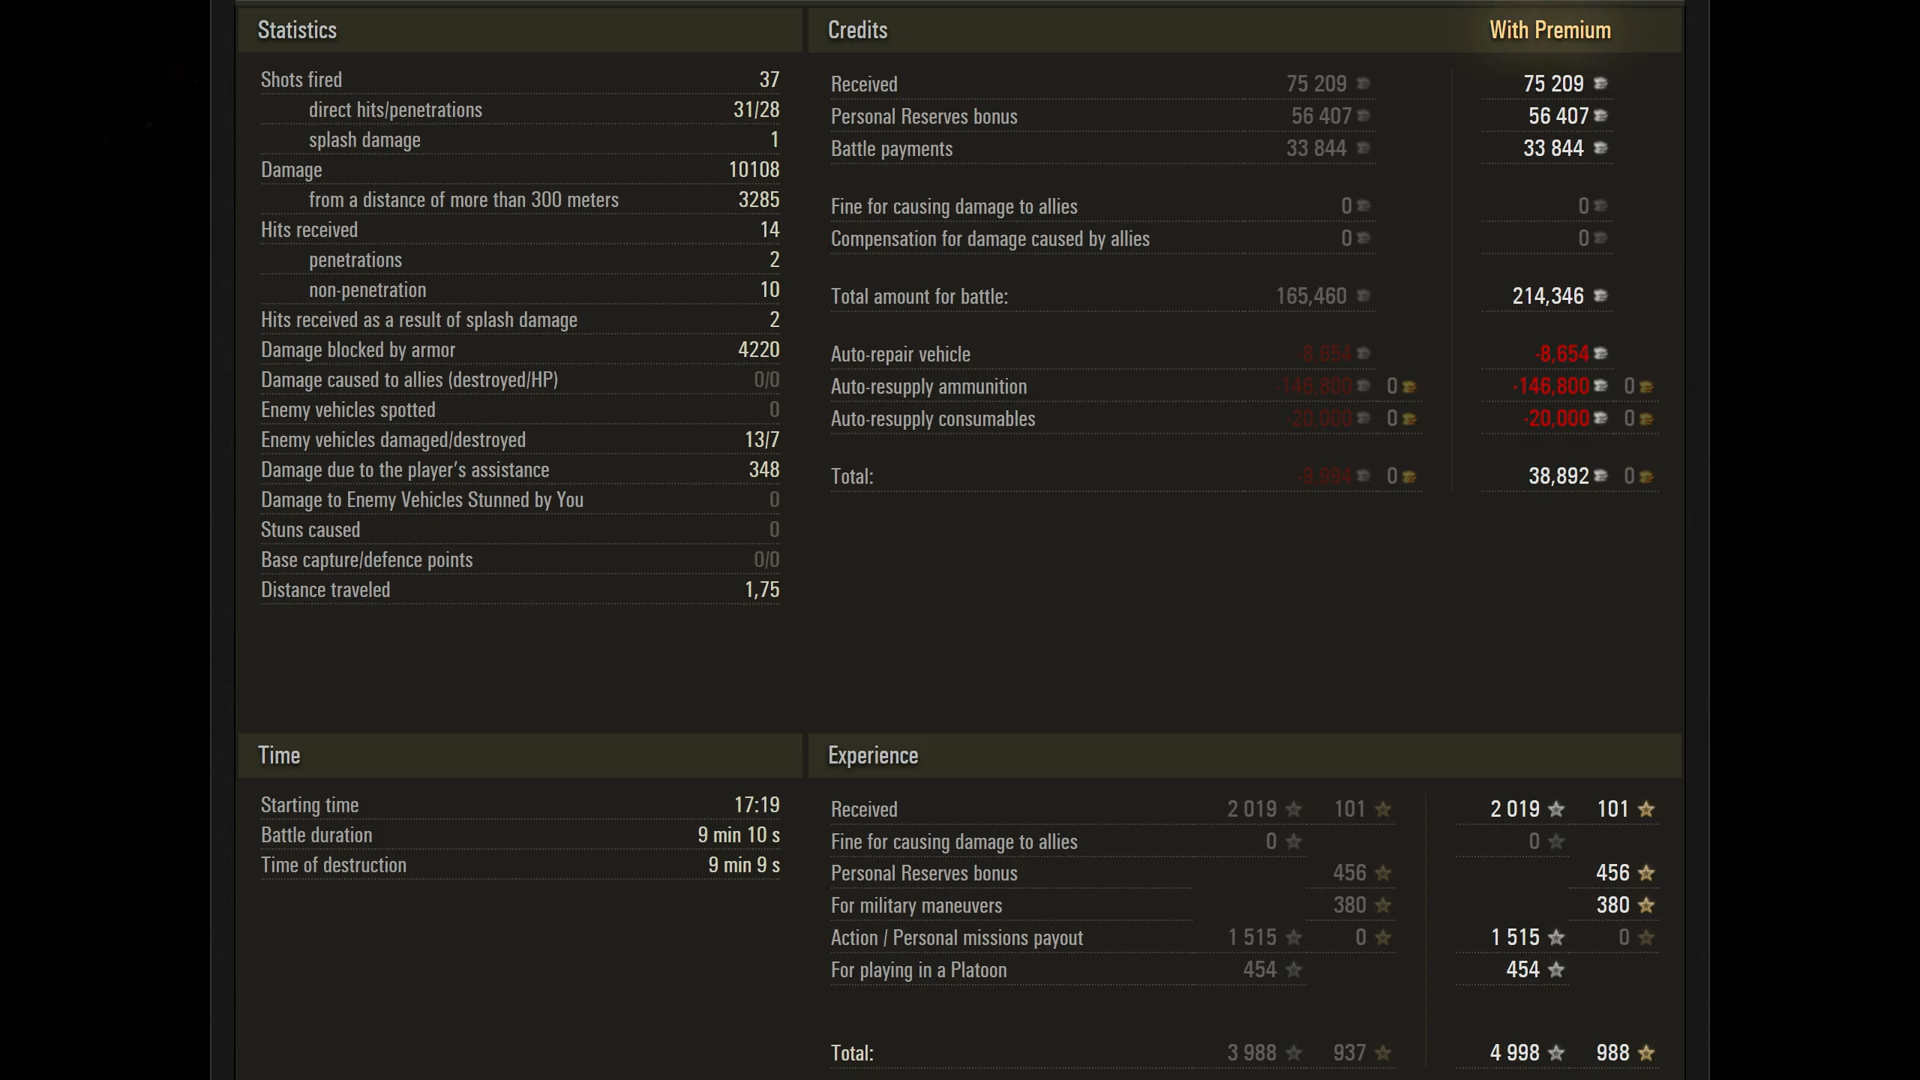 Statistics
Shots fired 37
direct hits/penetrations 31/28
splash damage 1
Damage 10108
from a distance of more than 300 meters 3285
Hits received 14
penetrations 2
non-penetration 10
Hits received as a result of splash damage 2
Damage blocked by armor 4220
Damage caused to allies (destroyed/HP) 0/0
Enemy vehicles spotted 0
Enemy vehicles damaged/destroyed 13/7
Damage due to the player's assistance 348
Damage to Enemy Vehicles Stunned by You 0
Stuns caused 0
Base capture/defence points 0/0
Distance traveled 1,75
Credits With Premium
Received 75 209 75 209
Personal Reserves bonus 56 407 56 407
Battle payments 33 844 33 844
Fine for causing damage to allies 0 0
Compensation for damage caused by allies 0 0
Total amount for battle: 165,460 214,346
Auto-repair vehicle -8,654 -8,654
Auto-resupply ammunition -146,800 0 -146,800 0
Auto-resupply consumables -20,000 0 -20,000 0
Total: -9,994 0 38,892 0
Time
Starting time 17:19
Battle duration 9 min 10 s
Time of destruction 9 min 9 s
Experience
Received 2 019 101 2 019 101
Fine for causing damage to allies 0 0
Personal Reserves bonus 456 456
For military maneuvers 380 380
Action / Personal missions payout 1 515 0 1 515 0
For playing in a Platoon 454 454
Total: 3 988 937 4 998 988